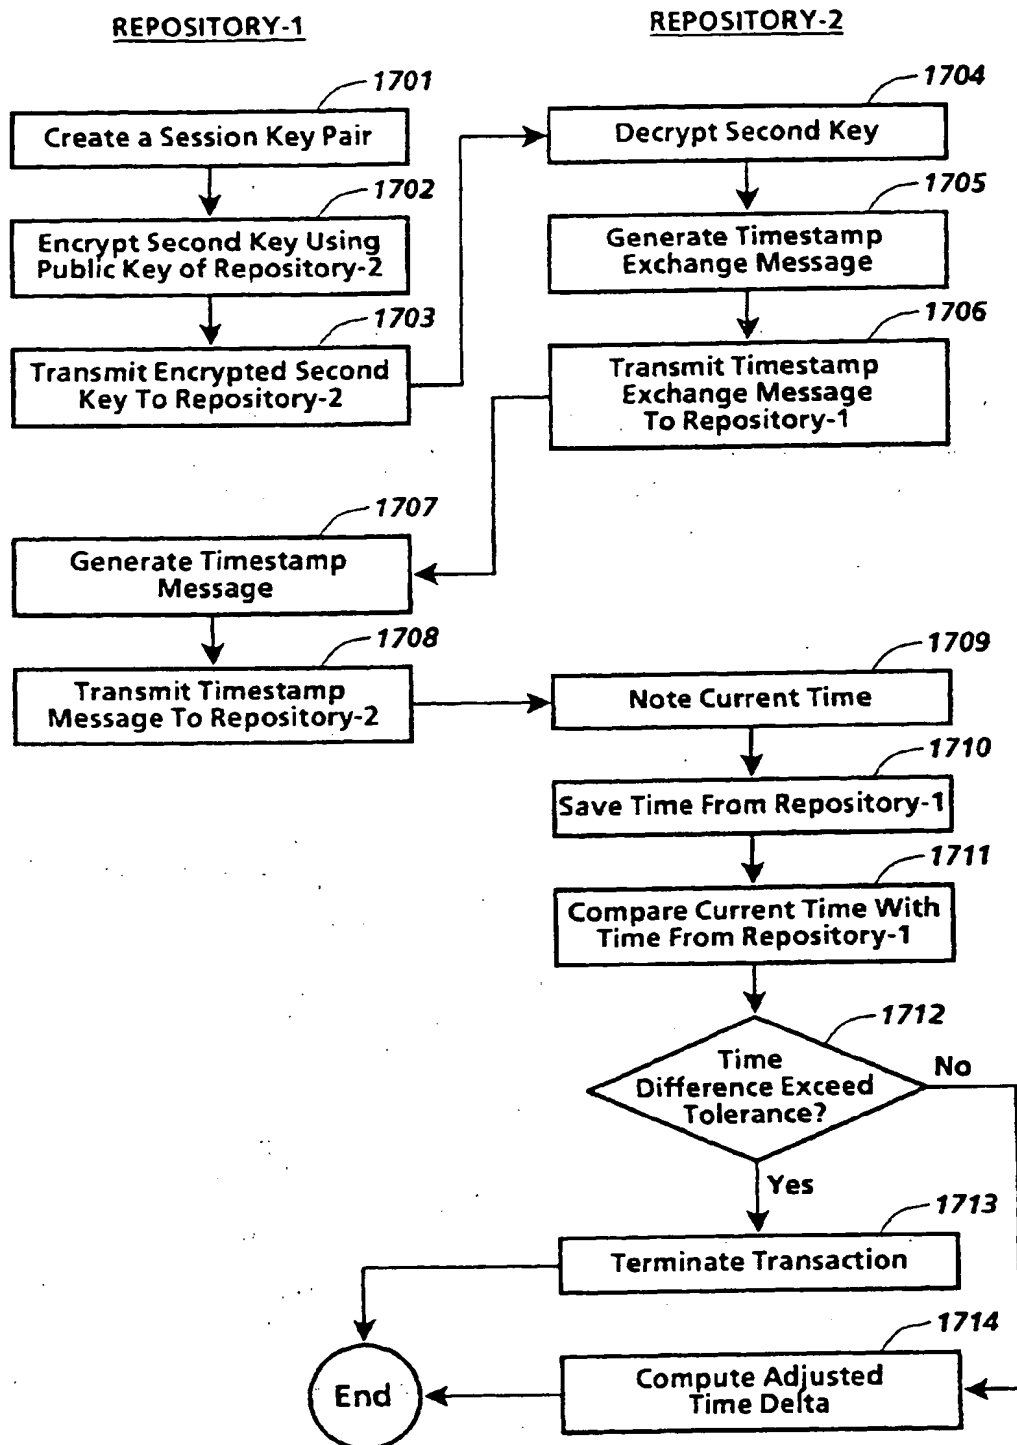 REPOSITORY-1
REPOSITORY-2
1701
Create a Session Key Pair
1702
Encrypt Second Key Using
Public Key of Repository-2
1703
Transmit Encrypted Second
Key To Repository-2
1704
Decrypt Second Key
1705
Generate Timestamp
Exchange Message
1706
Transmit Timestamp
Exchange Message
To Repository-1
1707
Generate Timestamp
Message
1708
Transmit Timestamp
Message To Repository-2
1709
Note Current Time
1710
Save Time From Repository-1
1711
Compare Current Time With
Time From Repository-1
1712
Time
Difference Exceed
Tolerance?
No
Yes
1713
Terminate Transaction
1714
Compute Adjusted
Time Delta
End